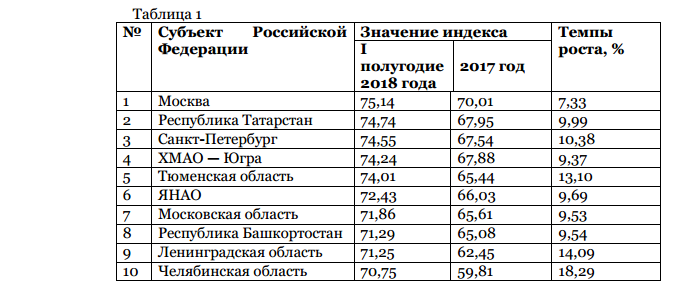 Таблица 1
№ Субъект Российской Федерации Значение индекса Темпы роста, %
I полугодие 2018 года 2017 год
1 Москва 75,14 70,01 7,33
2 Республика Татарстан 74,74 67,95 9,99
3 Санкт-Петербург 74,55 67,54 10,38
4 ХМАО — Югра 74,24 67,88 9,37
5 Тюменская область 74,01 65,44 13,10
6 ЯНАО 72,43 66,03 9,69
7 Московская область 71,86 65,61 9,53
8 Республика Башкортостан 71,29 65,08 9,54
9 Ленинградская область 71,25 62,45 14,09
10 Челябинская область 70,75 59,81 18,29